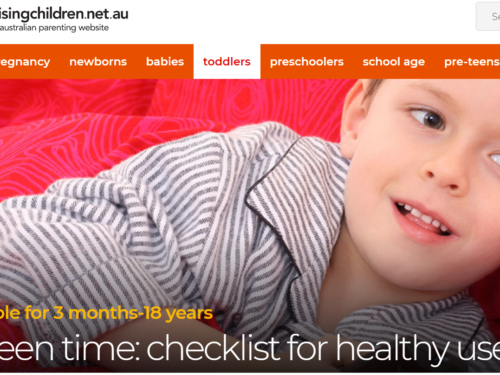 isingchildren.net.au
australian parenting website
Se
regnancy newborns babies toddlers preschoolers school age pre-teens
ble for 3 months-18 years
een time: checklist for healthy use